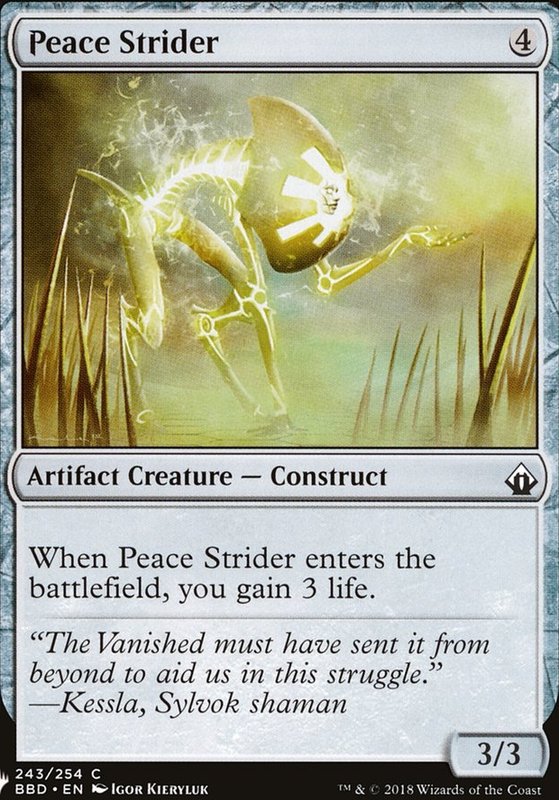 Peace Strider 4
Artifact Creature — Construct
When Peace Strider enters the
battlefield, you gain 3 life.
“The Vanished must have sent it from
beyond to aid us in this struggle.”
—Kessla, Sylvok shaman
3/3
243/254 C
BBD • EN Igor Kieryluk
™ & © 2018 Wizards of the Coast